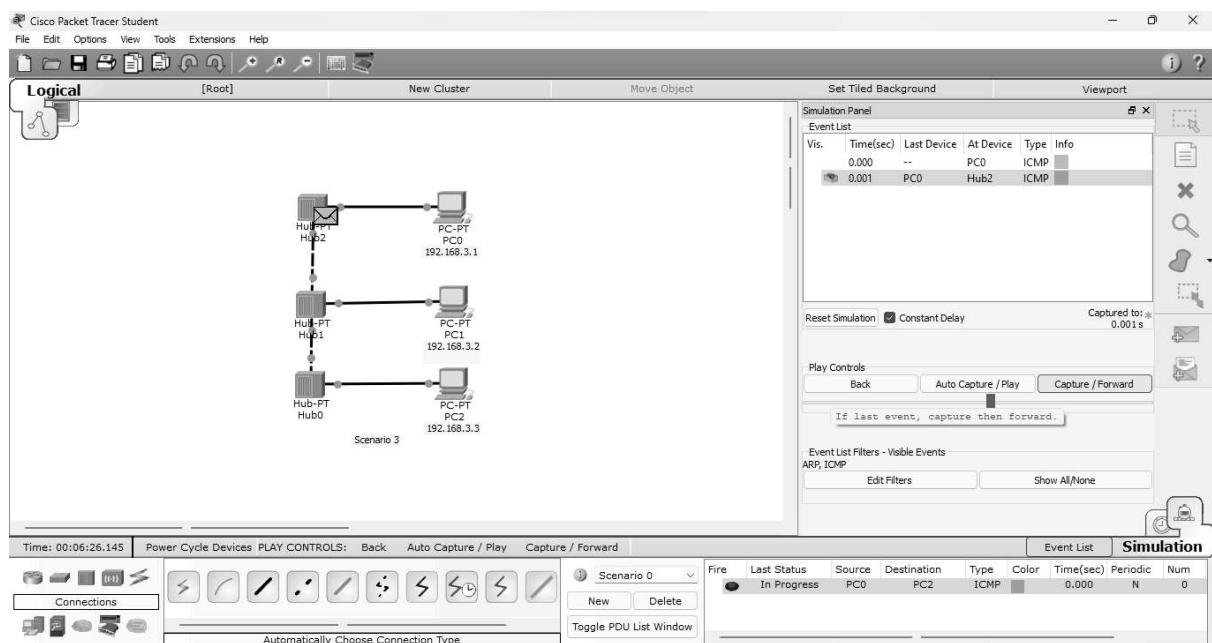 Cisco Packet Tracer Student
File Edit Options View Tools Extensions Help
Logical [Root] New Cluster Move Object Set Tiled Background Viewport
Simulation Panel
Event List
Vis. Time(sec) Last Device At Device Type Info
0.000 -- PC0 ICMP
0.001 PC0 Hub2 ICMP
Hub-PT
Hub2
PC-PT
PC0
192.168.3.1
Hub-PT
Hub1
PC-PT
PC1
192.168.3.2
Hub-PT
Hub0
PC-PT
PC2
192.168.3.3
Scenario 3
Reset Simulation Constant Delay Captured to: *
0.001 s
Play Controls
Back Auto Capture / Play Capture / Forward
If last event, capture then forward.
Event List Filters - Visible Events
ARP, ICMP
Edit Filters Show All/None
Time: 00:06:26.145 Power Cycle Devices PLAY CONTROLS: Back Auto Capture / Play Capture / Forward Event List Simulation
Connections
Automatically Choose Connection Type
Scenario 0
New Delete
Toggle PDU List Window
Fire Last Status Source Destination Type Color Time(sec) Periodic Num
In Progress PC0 PC2 ICMP 0.000 N 0